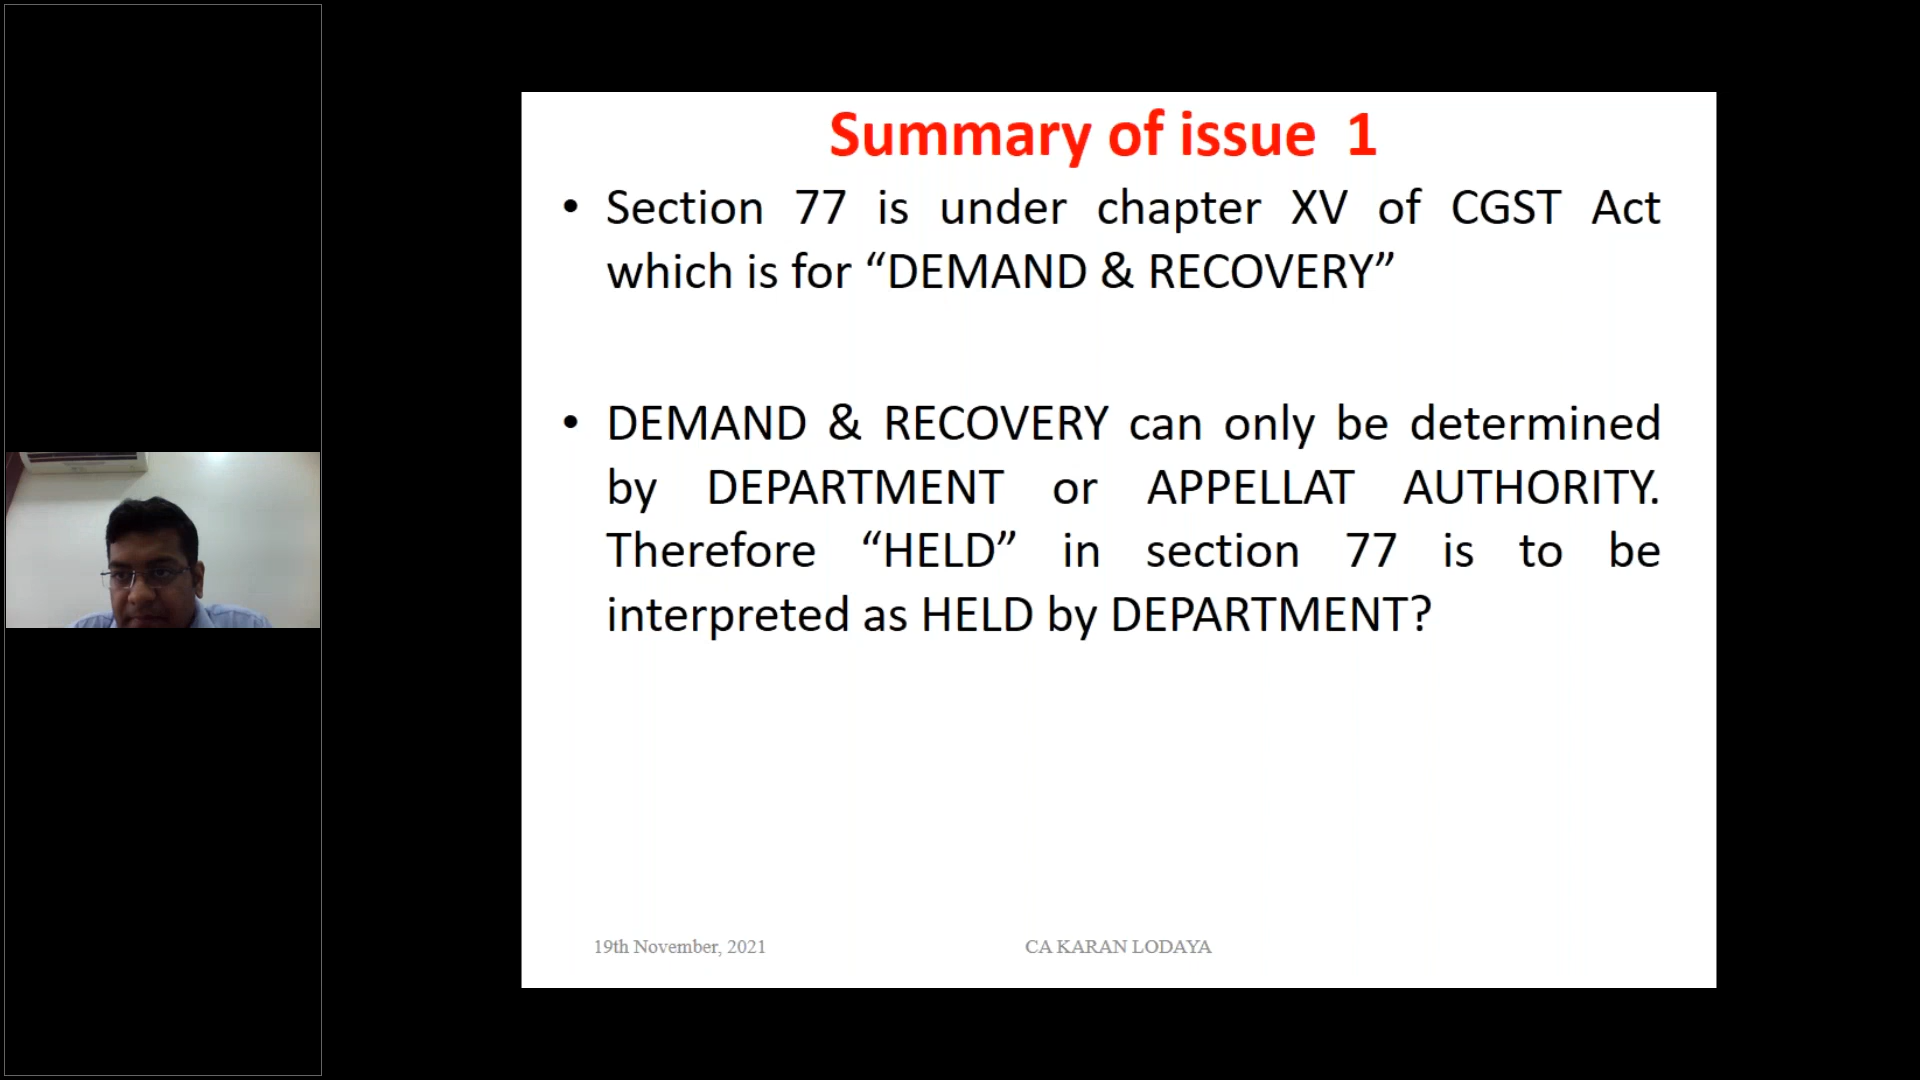 Summary of issue 1
• Section 77 is under chapter XV of CGST Act
which is for “DEMAND & RECOVERY”
• DEMAND & RECOVERY can only be determined
by DEPARTMENT or APPELLAT AUTHORITY.
Therefore “HELD” in section 77 is to be
interpreted as HELD by DEPARTMENT?
19th November, 2021
CA KARAN LODAYA